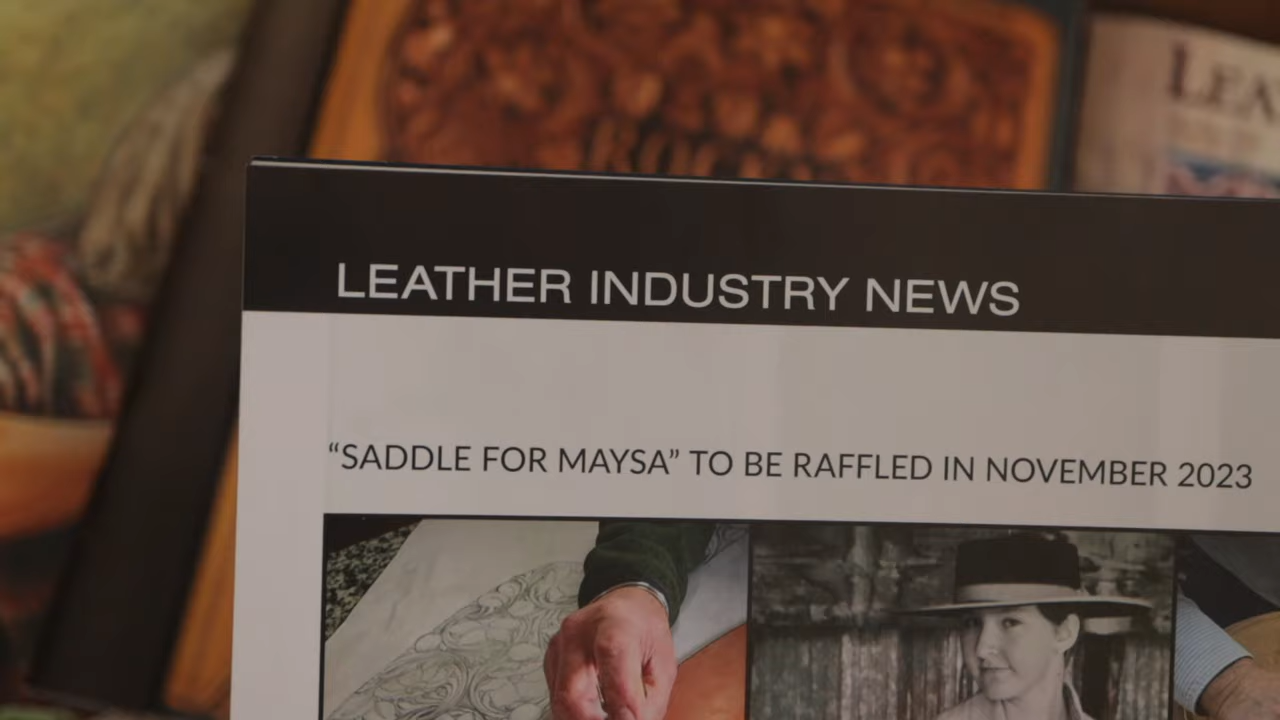 LEATHER INDUSTRY NEWS
“SADDLE FOR MAYSA” TO BE RAFFLED IN NOVEMBER 2023